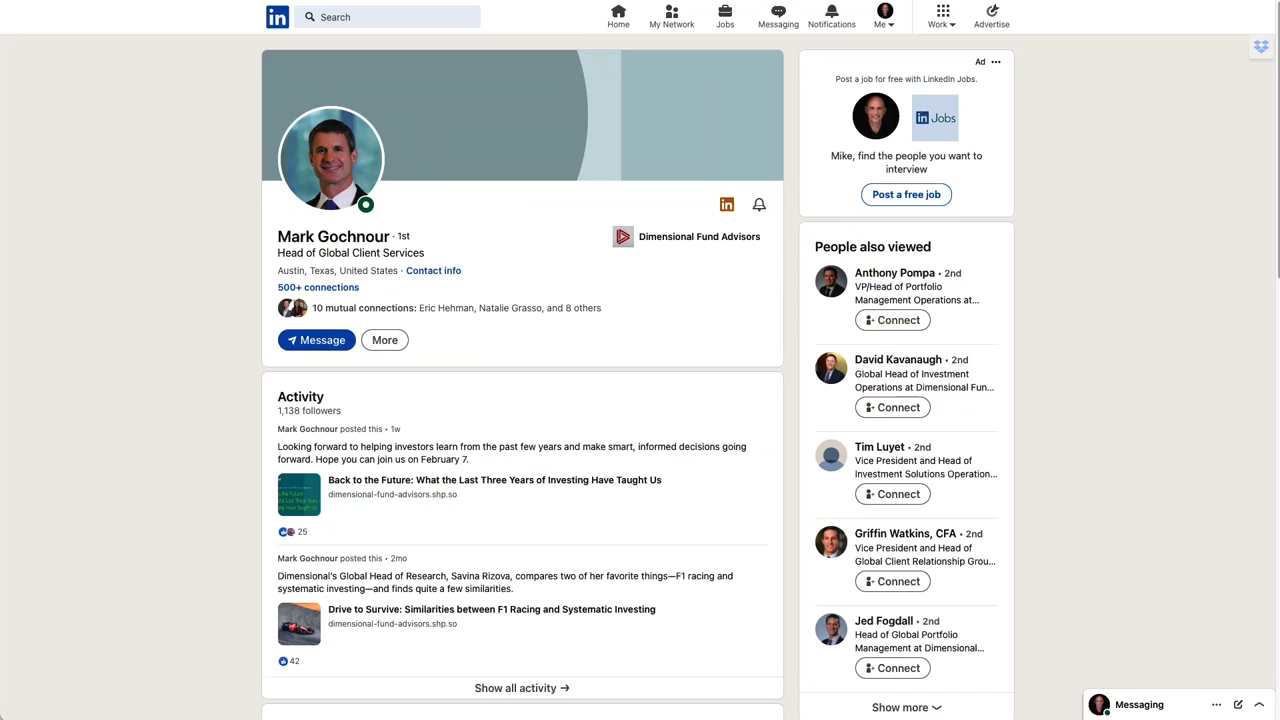 in
Search
Home
My Network
Jobs
Messaging
Notifications
Me
Work
Advertise
Mark Gochnour · 1st
Head of Global Client Services
Austin, Texas, United States · Contact info
500+ connections
10 mutual connections: Eric Hehman, Natalie Grasso, and 8 others
Message
More
in
Dimensional Fund Advisors
Activity
1,138 followers
Mark Gochnour posted this • 1w
Looking forward to helping investors learn from the past few years and make smart, informed decisions going
forward. Hope you can join us on February 7.
Back to the Future: What the Last Three Years of Investing Have Taught Us
dimensional-fund-advisors.shp.so
25
Mark Gochnour posted this • 2mo
Dimensional's Global Head of Research, Savina Rizova, compares two of her favorite things—F1 racing and
systematic investing—and finds quite a few similarities.
Drive to Survive: Similarities between F1 Racing and Systematic Investing
dimensional-fund-advisors.shp.so
42
Show all activity →
Ad •••
Post a job for free with LinkedIn Jobs.
in Jobs
Mike, find the people you want to
interview
Post a free job
People also viewed
Anthony Pompa • 2nd
VP/Head of Portfolio
Management Operations at...
Connect
David Kavanaugh • 2nd
Global Head of Investment
Operations at Dimensional Fun...
Connect
Tim Luyet • 2nd
Vice President and Head of
Investment Solutions Operation...
Connect
Griffin Watkins, CFA • 2nd
Vice President and Head of
Global Client Relationship Grou...
Connect
Jed Fogdall • 2nd
Head of Global Portfolio
Management at Dimensional...
Connect
Show more
Messaging